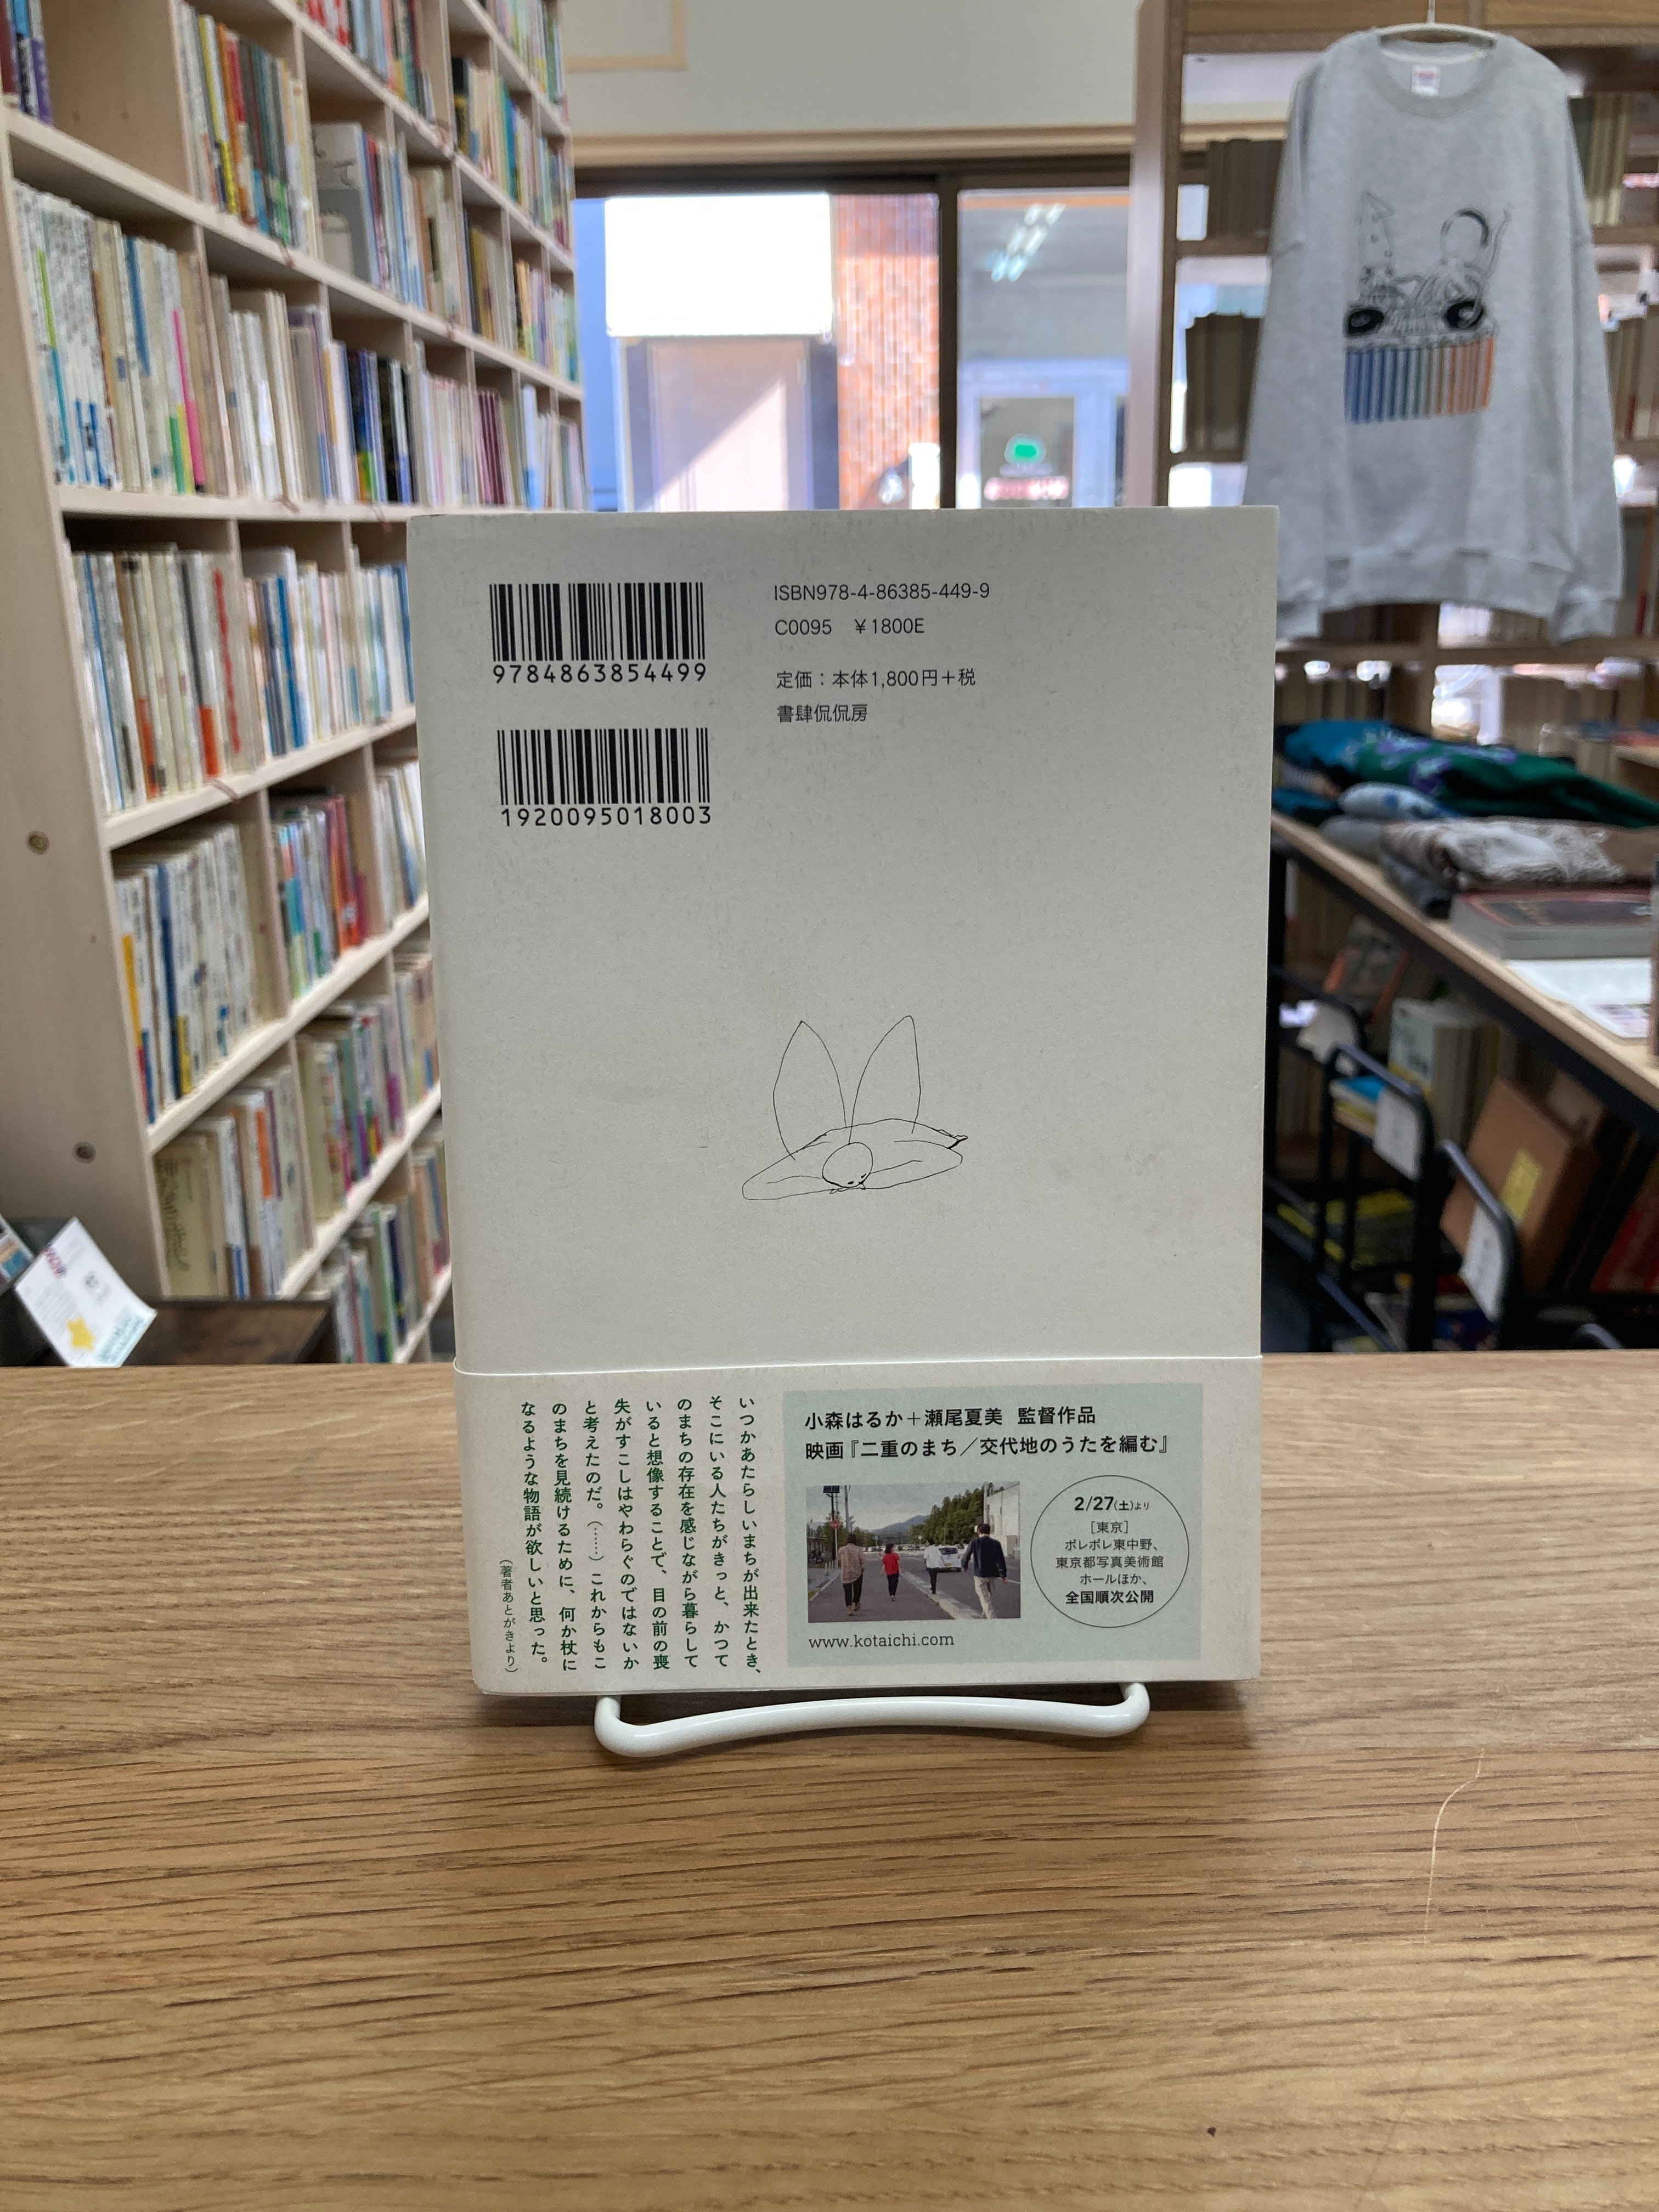 9784863854499
1920095018003
ISBN978-4-86385-449-9
C0095 ￥1800E
定価：本体1,800円＋税
書肆侃侃房
いつかあたらしいまちが出来たとき、
そこにいる人たちがきっと、かつて
のまちの存在を感じながら暮らして
いると想像することで、目の前の喪
失がすこしはやわらぐのではないか
と考えたのだ。（……）これからもこ
のまちを見続けるために、何か杖に
なるような物語が欲しいと思った。
（著者あとがきより）
小森はるか＋瀬尾夏美 監督作品
映画『二重のまち／交代地のうたを編む』
2/27(土)より
［東京］
ポレポレ東中野、
東京都写真美術館
ホールほか、
全国順次公開
www.kotaichi.com